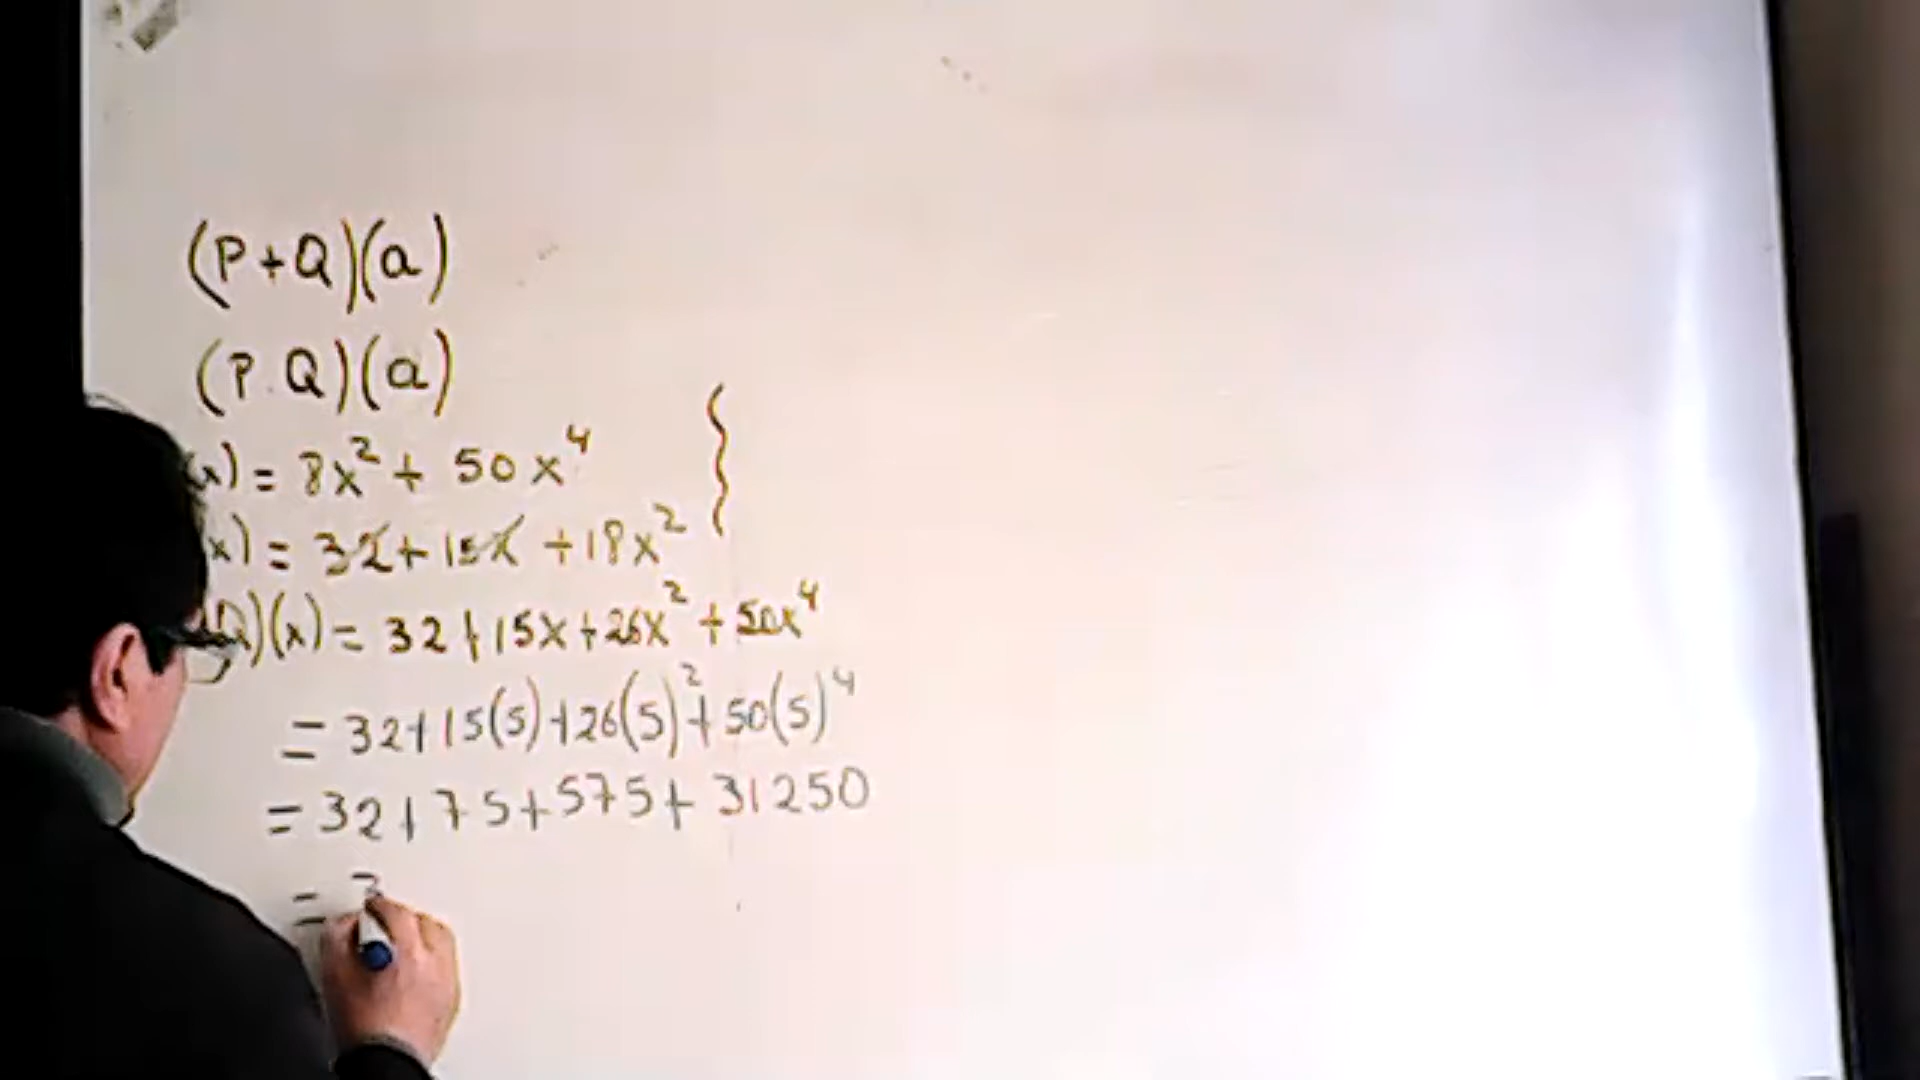 (P+Q)(a)
(P.Q)(a)
x) = 8x² + 50x⁴
x) = 32 + 15x + 18x²
Q)(x) = 32 + 15x + 26x² + 50x⁴
= 32 + 15(5) + 26(5)² + 50(5)⁴
= 32 + 75 + 575 + 31250
= 3